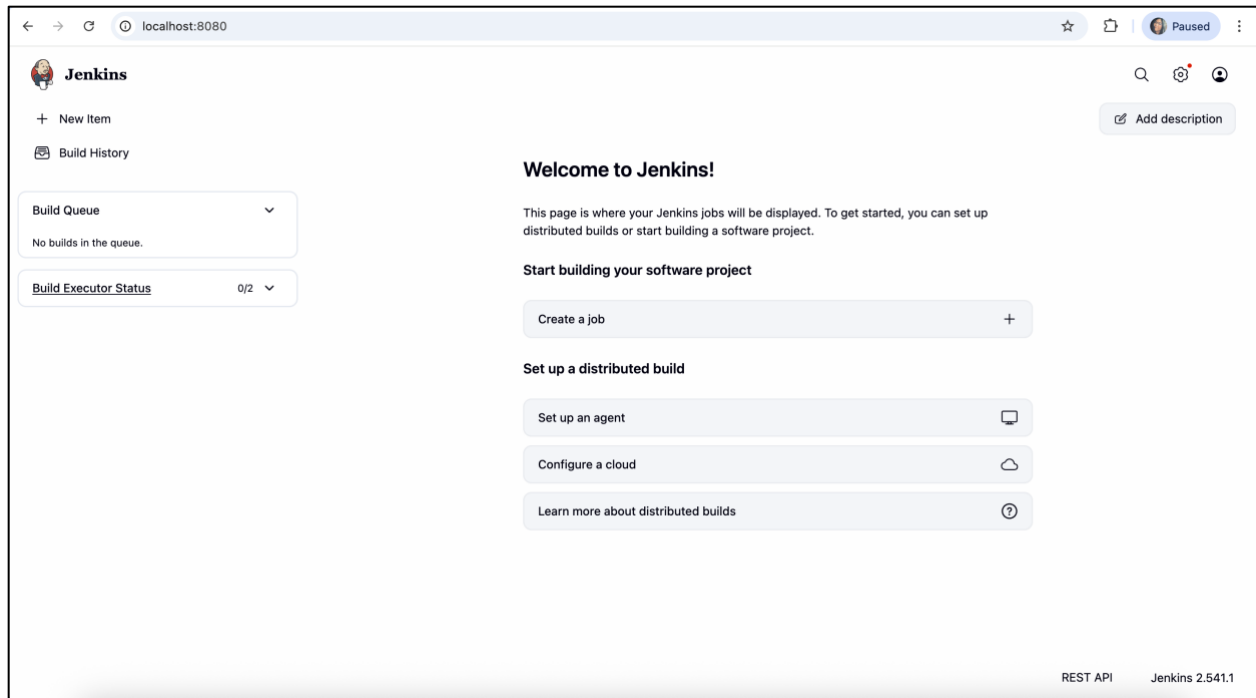 localhost:8080
Paused
Jenkins
New Item
Add description
Build History
Welcome to Jenkins!
Build Queue
This page is where your Jenkins jobs will be displayed. To get started, you can set up
distributed builds or start building a software project.
No builds in the queue.
Start building your software project
Build Executor Status 0/2
Create a job
Set up a distributed build
Set up an agent
Configure a cloud
Learn more about distributed builds
REST API Jenkins 2.541.1